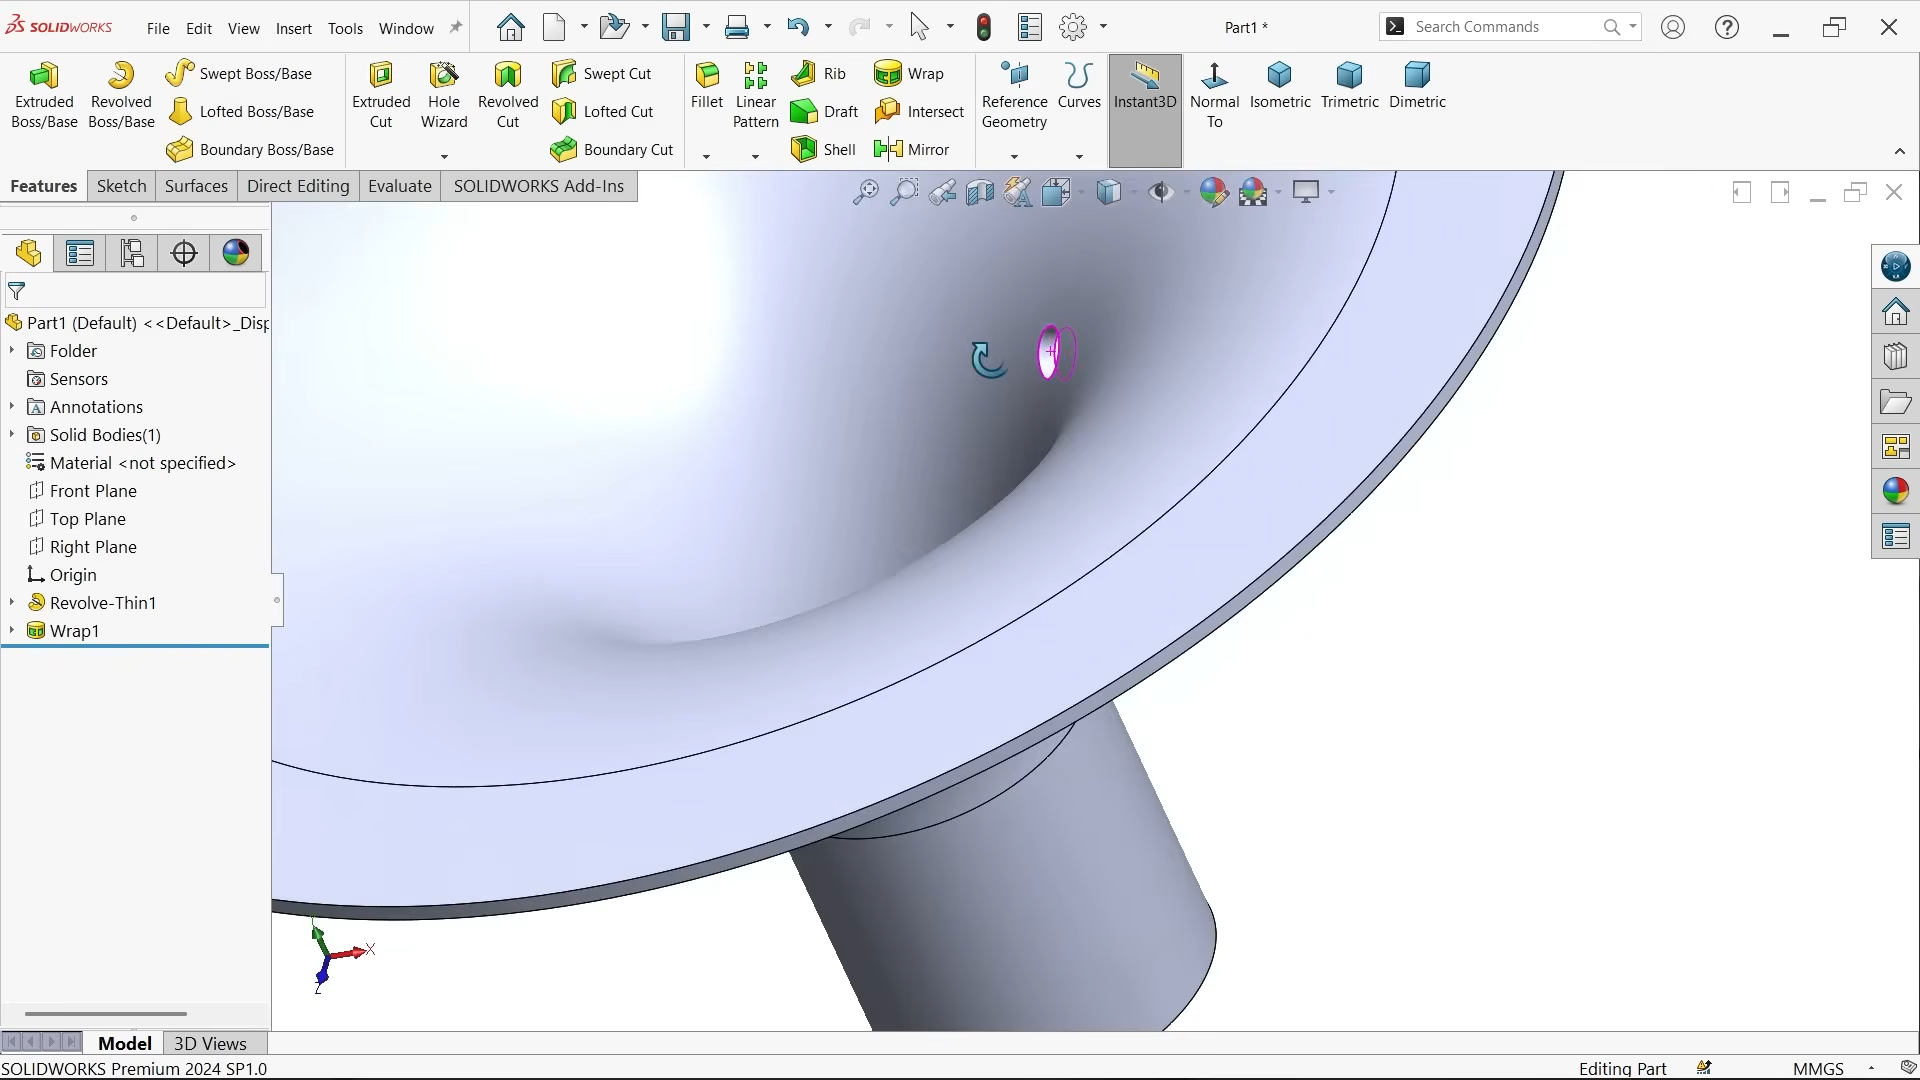 SOLIDWORKS File Edit View Insert Tools Window Part1 * Search Commands
Extruded Boss/Base
Revolved Boss/Base
Swept Boss/Base
Lofted Boss/Base
Boundary Boss/Base
Extruded Cut
Hole Wizard
Revolved Cut
Swept Cut
Lofted Cut
Boundary Cut
Fillet
Linear Pattern
Rib
Draft
Shell
Wrap
Intersect
Mirror
Reference Geometry
Curves
Instant3D
Normal To
Isometric
Trimetric
Dimetric
Features Sketch Surfaces Direct Editing Evaluate SOLIDWORKS Add-Ins
Part1 (Default) <<Default>_Disp
Folder
Sensors
Annotations
Solid Bodies(1)
Material <not specified>
Front Plane
Top Plane
Right Plane
Origin
Revolve-Thin1
Wrap1
X
Z
Model 3D Views
SOLIDWORKS Premium 2024 SP1.0 Editing Part MMGS